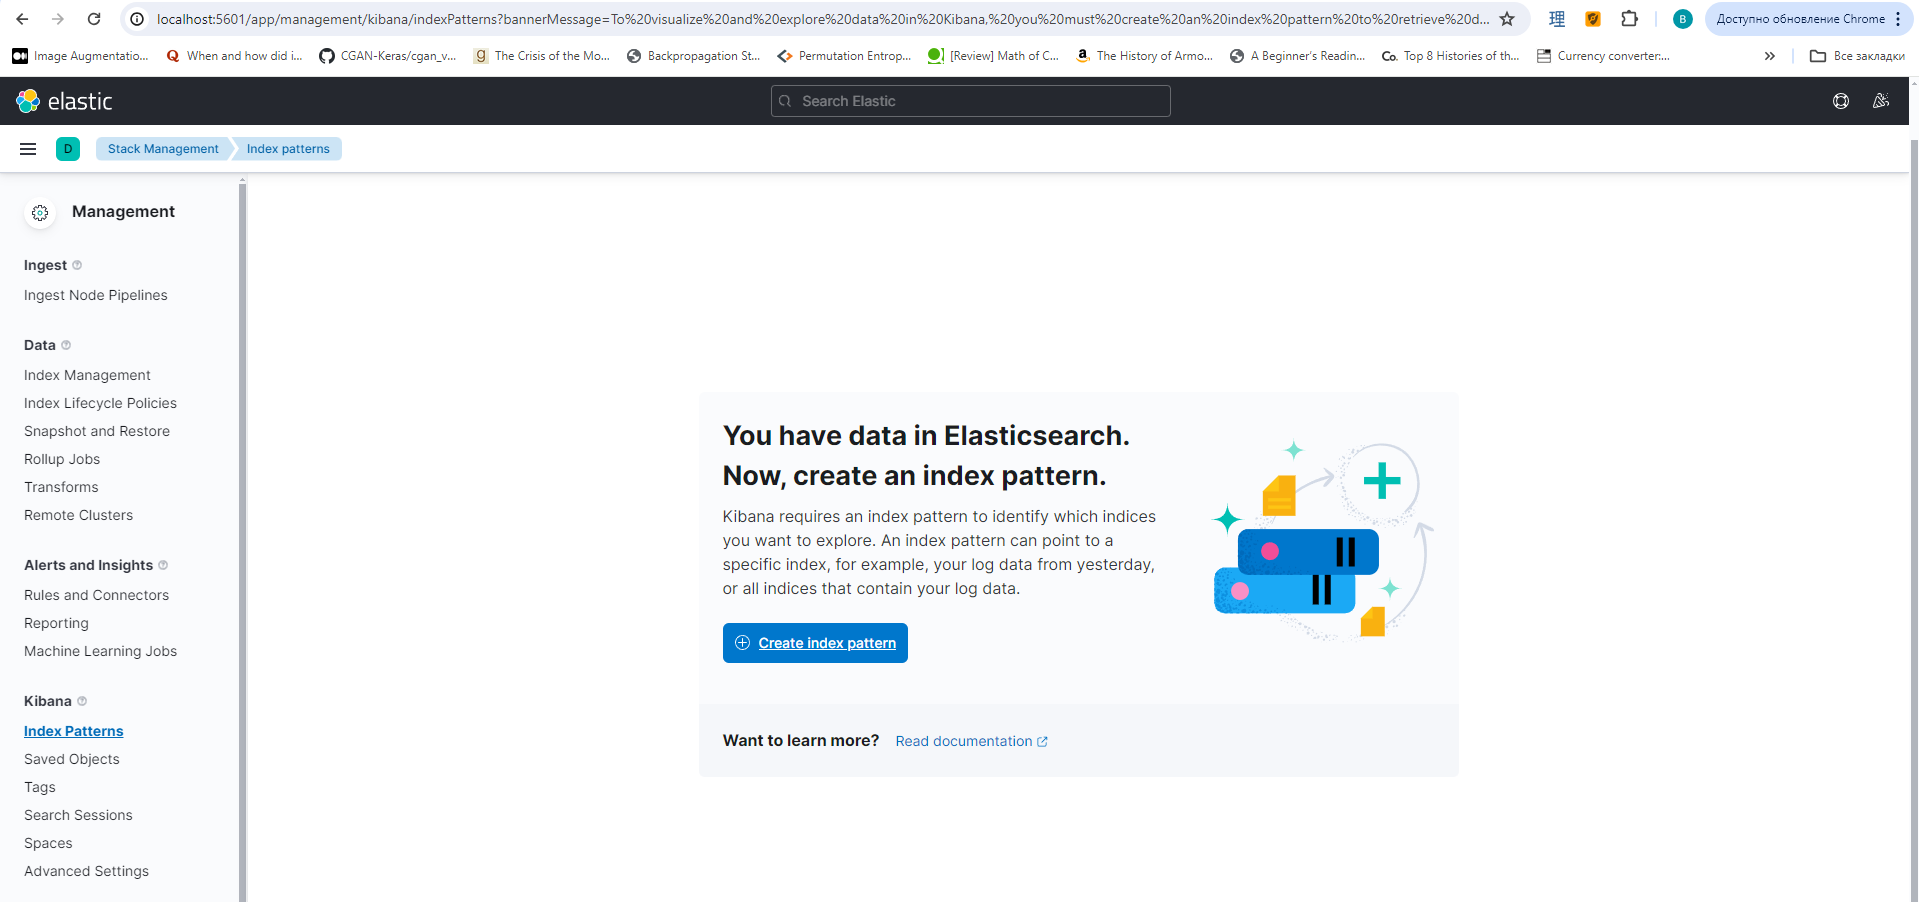 localhost:5601/app/management/kibana/indexPatterns?bannerMessage=To%20visualize%20and%20explore%20data%20in%20Kibana,%20you%20must%20create%20an%20index%20pattern%20to%20retrieve%20d...
理
B
Доступно обновление Chrome
Image Augmentatio...
When and how did i...
CGAN-Keras/cgan_v...
The Crisis of the Mo...
Backpropagation St...
Permutation Entrop...
[Review] Math of C...
The History of Armo...
A Beginner's Readin...
Co. Top 8 Histories of th...
Currency converter:...
Все закладки
elastic
Search Elastic
D
Stack Management
Index patterns
Management
Ingest
Ingest Node Pipelines
Data
Index Management
Index Lifecycle Policies
Snapshot and Restore
Rollup Jobs
Transforms
Remote Clusters
Alerts and Insights
Rules and Connectors
Reporting
Machine Learning Jobs
Kibana
Index Patterns
Saved Objects
Tags
Search Sessions
Spaces
Advanced Settings
You have data in Elasticsearch.
Now, create an index pattern.
Kibana requires an index pattern to identify which indices
you want to explore. An index pattern can point to a
specific index, for example, your log data from yesterday,
or all indices that contain your log data.
Create index pattern
Want to learn more?
Read documentation